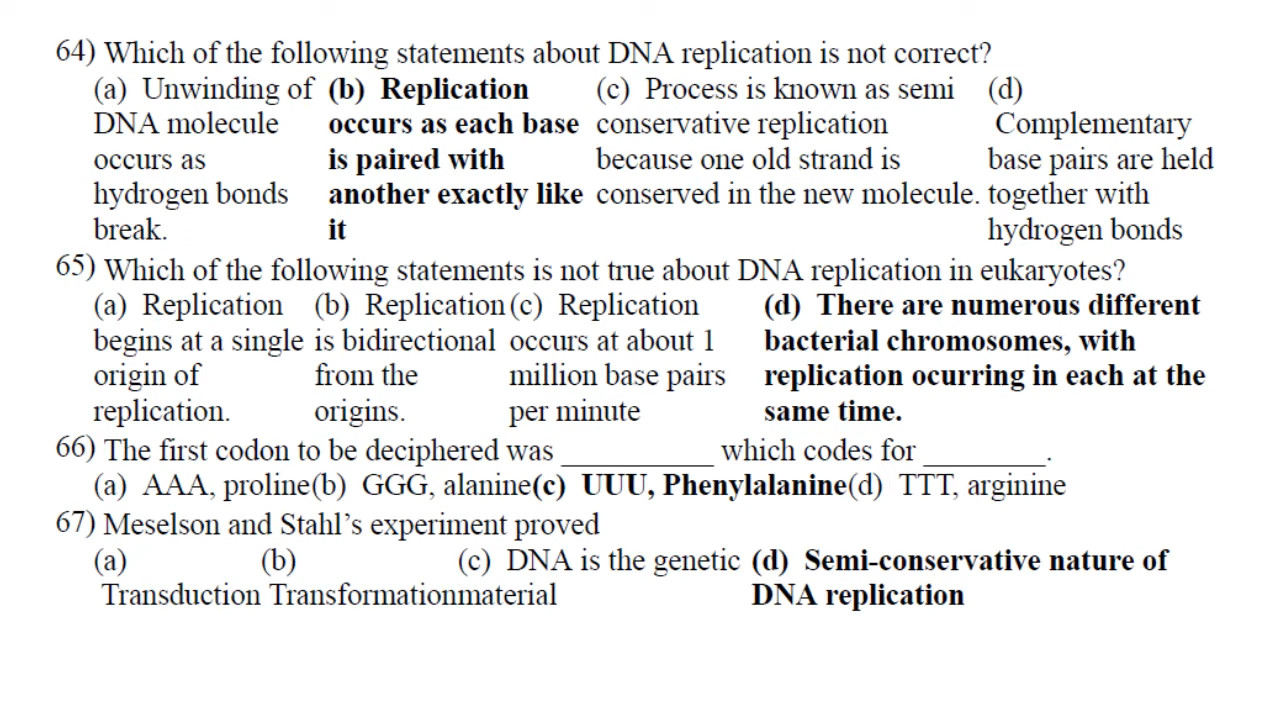 64) Which of the following statements about DNA replication is not correct?
(a) Unwinding of (b) Replication (c) Process is known as semi (d)
DNA molecule occurs as each base conservative replication Complementary
occurs as is paired with because one old strand is base pairs are held
hydrogen bonds another exactly like conserved in the new molecule. together with
break. it hydrogen bonds
65) Which of the following statements is not true about DNA replication in eukaryotes?
(a) Replication (b) Replication (c) Replication (d) There are numerous different
begins at a single is bidirectional occurs at about 1 bacterial chromosomes, with
origin of from the million base pairs replication ocurring in each at the
replication. origins. per minute same time.
66) The first codon to be deciphered was __________ which codes for ________.
(a) AAA, proline(b) GGG, alanine(c) UUU, Phenylalanine(d) TTT, arginine
67) Meselson and Stahl’s experiment proved
(a) (b) (c) DNA is the genetic (d) Semi-conservative nature of
Transduction Transformationmaterial DNA replication